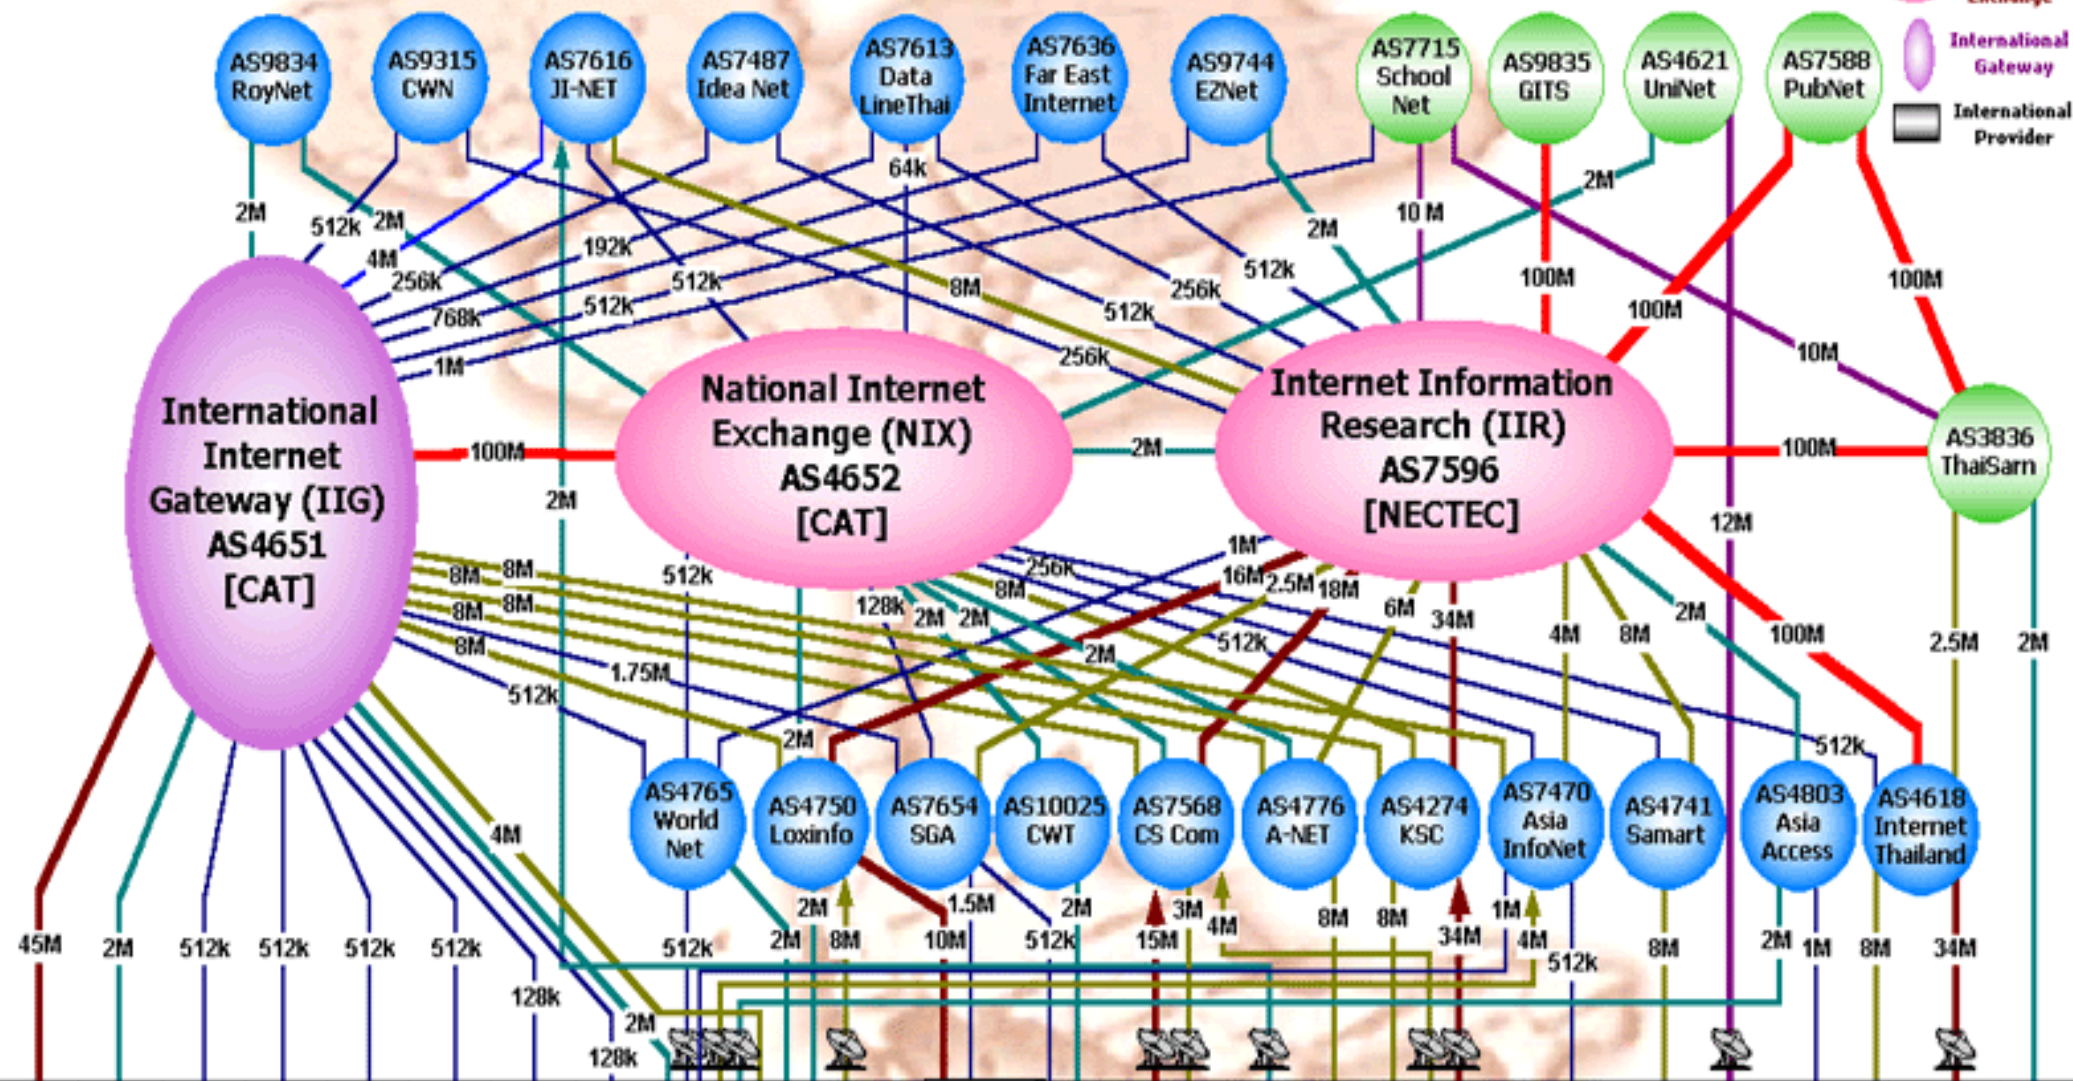 Exchange
International
Gateway
International
Provider
AS9834
RoyNet
AS9315
CWN
AS7616
JI-NET
AS7487
Idea Net
AS7613
Data
LineThai
AS7636
Far East
Internet
AS9744
EZNet
AS7715
School
Net
AS9835
GITS
AS4621
UniNet
AS7588
PubNet
64k
2M
512k
2M
4M
192k
256k
512k
768k
512k
1M
8M
256k
512k
256k
512k
2M
10 M
2M
100M
100M
100M
10M
International
Internet
Gateway (IIG)
AS4651
[CAT]
100M
2M
National Internet
Exchange (NIX)
AS4652
[CAT]
2M
Internet Information
Research (IIR)
AS7596
[NECTEC]
100M
AS3836
ThaiSarn
12M
8M
8M
8M
8M
8M
1.75M
512k
512k
128k
2M
2M
2M
2M
8M
256k
512k
1M
16M
2.5M
18M
6M
34M
4M
8M
2M
100M
2.5M
2M
512k
AS4765
World
Net
AS4750
Loxinfo
AS7654
SGA
AS10025
CWT
AS7568
CS Com
AS4776
A-NET
AS4274
KSC
AS7470
Asia
InfoNet
AS4741
Samart
AS4803
Asia
Access
AS4618
Internet
Thailand
4M
45M
2M
512k
512k
512k
512k
128k
2M
128k
512k
2M
2M
8M
10M
1.5M
512k
2M
15M
3M
4M
8M
8M
34M
1M
4M
512k
8M
2M
1M
8M
34M